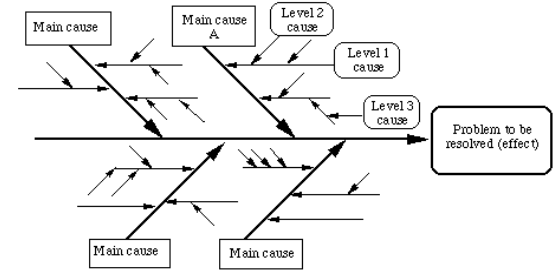 Main cause
Main cause
A
Level 2
cause
Level 1
cause
Level 3
cause
Problem to be
resolved (effect)
Main cause
Main cause